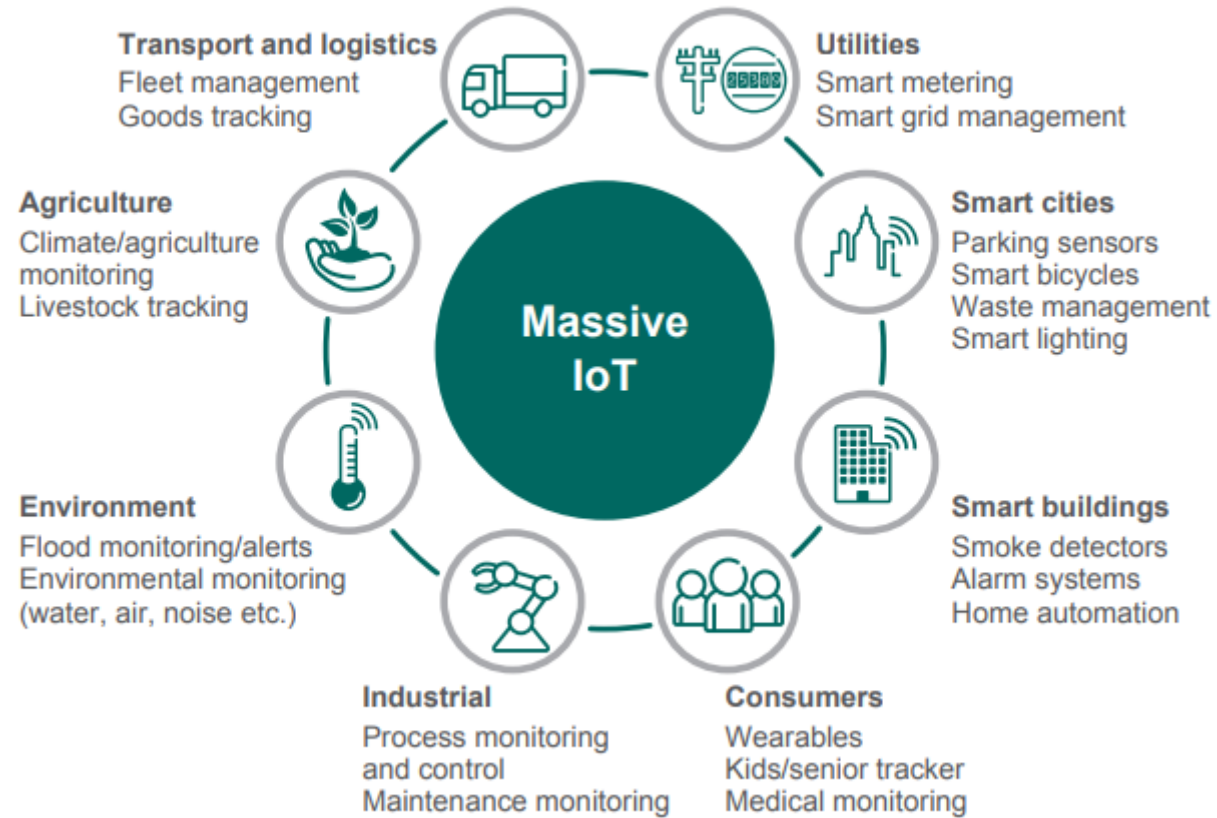 Transport and logistics
Fleet management
Goods tracking
Utilities
Smart metering
Smart grid management
Agriculture
Climate/agriculture
monitoring
Livestock tracking
Smart cities
Parking sensors
Smart bicycles
Waste management
Smart lighting
Massive
IoT
Environment
Flood monitoring/alerts
Environmental monitoring
(water, air, noise etc.)
Smart buildings
Smoke detectors
Alarm systems
Home automation
Industrial
Process monitoring
and control
Maintenance monitoring
Consumers
Wearables
Kids/senior tracker
Medical monitoring